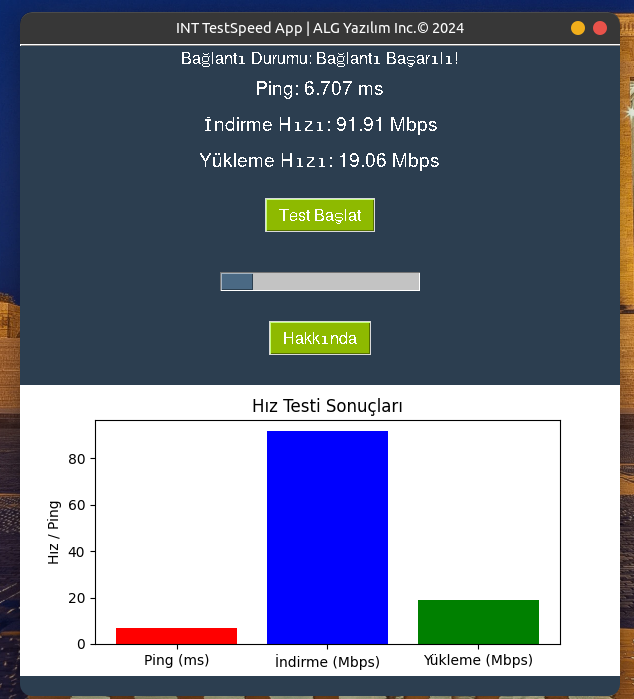 INT TestSpeed App | ALG Yazılım Inc.© 2024
Bağlantı Durumu: Bağlantı Başarılı!
Ping: 6.707 ms
İndirme Hızı: 91.91 Mbps
Yükleme Hızı: 19.06 Mbps
Test Başlat
Hakkında
Hız Testi Sonuçları
Hız / Ping
80
60
40
20
0
Ping (ms) İndirme (Mbps) Yükleme (Mbps)